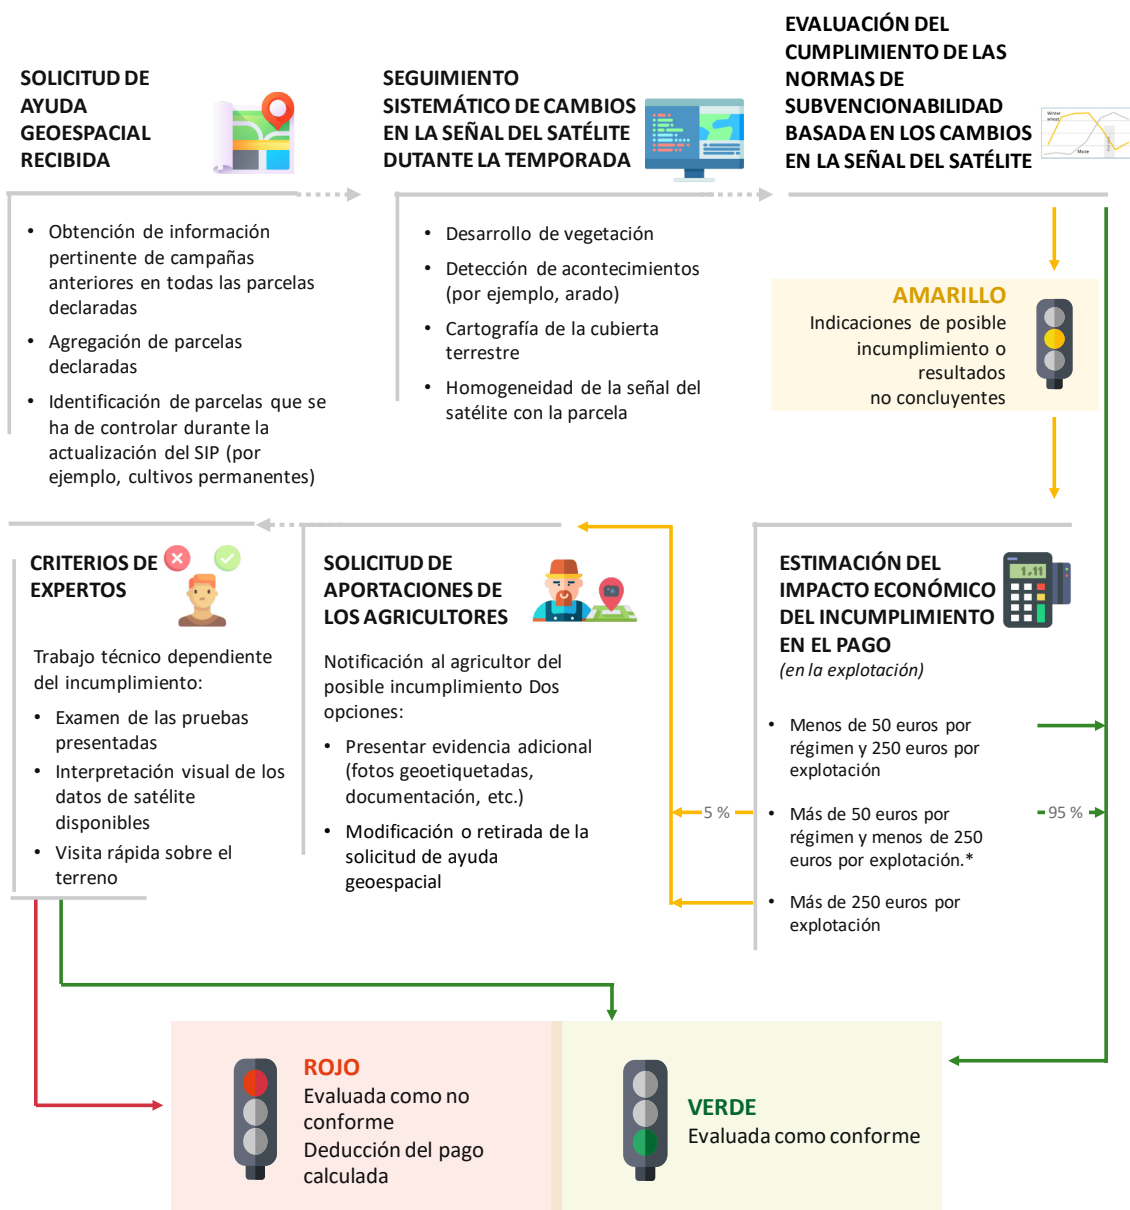 SOLICITUD DE
AYUDA
GEOESPACIAL
RECIBIDA
• Obtención de información
pertinente de campañas
anteriores en todas las parcelas
declaradas
• Agregación de parcelas
declaradas
• Identificación de parcelas que se
ha de controlar durante la
actualización del SIP (por
ejemplo, cultivos permanentes)
SEGUIMIENTO
SISTEMÁTICO DE CAMBIOS
EN LA SEÑAL DEL SATÉLITE
DUTANTE LA TEMPORADA
• Desarrollo de vegetación
• Detección de acontecimientos
(por ejemplo, arado)
• Cartografía de la cubierta
terrestre
• Homogeneidad de la señal del
satélite con la parcela
EVALUACIÓN DEL
CUMPLIMIENTO DE LAS
NORMAS DE
SUBVENCIONABILIDAD
BASADA EN LOS CAMBIOS
EN LA SEÑAL DEL SATÉLITE
Winter
wheat
Maize
AMARILLO
Indicaciones de posible
incumplimiento o
resultados
no concluyentes
ESTIMACIÓN DEL
IMPACTO ECONÓMICO
DEL INCUMPLIMIENTO
EN EL PAGO
(en la explotación)
1.11
• Menos de 50 euros por
régimen y 250 euros por
explotación
• Más de 50 euros por
régimen y menos de 250
euros por explotación.*
• Más de 250 euros por
explotación
5 %
95 %
SOLICITUD DE
APORTACIONES DE
LOS AGRICULTORES
Notificación al agricultor del
posible incumplimiento Dos
opciones:
• Presentar evidencia adicional
(fotos geoetiquetadas,
documentación, etc.)
• Modificación o retirada de la
solicitud de ayuda
geoespacial
CRITERIOS DE
EXPERTOS
Trabajo técnico dependiente
del incumplimiento:
• Examen de las pruebas
presentadas
• Interpretación visual de los
datos de satélite
disponibles
• Visita rápida sobre el
terreno
ROJO
Evaluada como no
conforme
Deducción del pago
calculada
VERDE
Evaluada como conforme